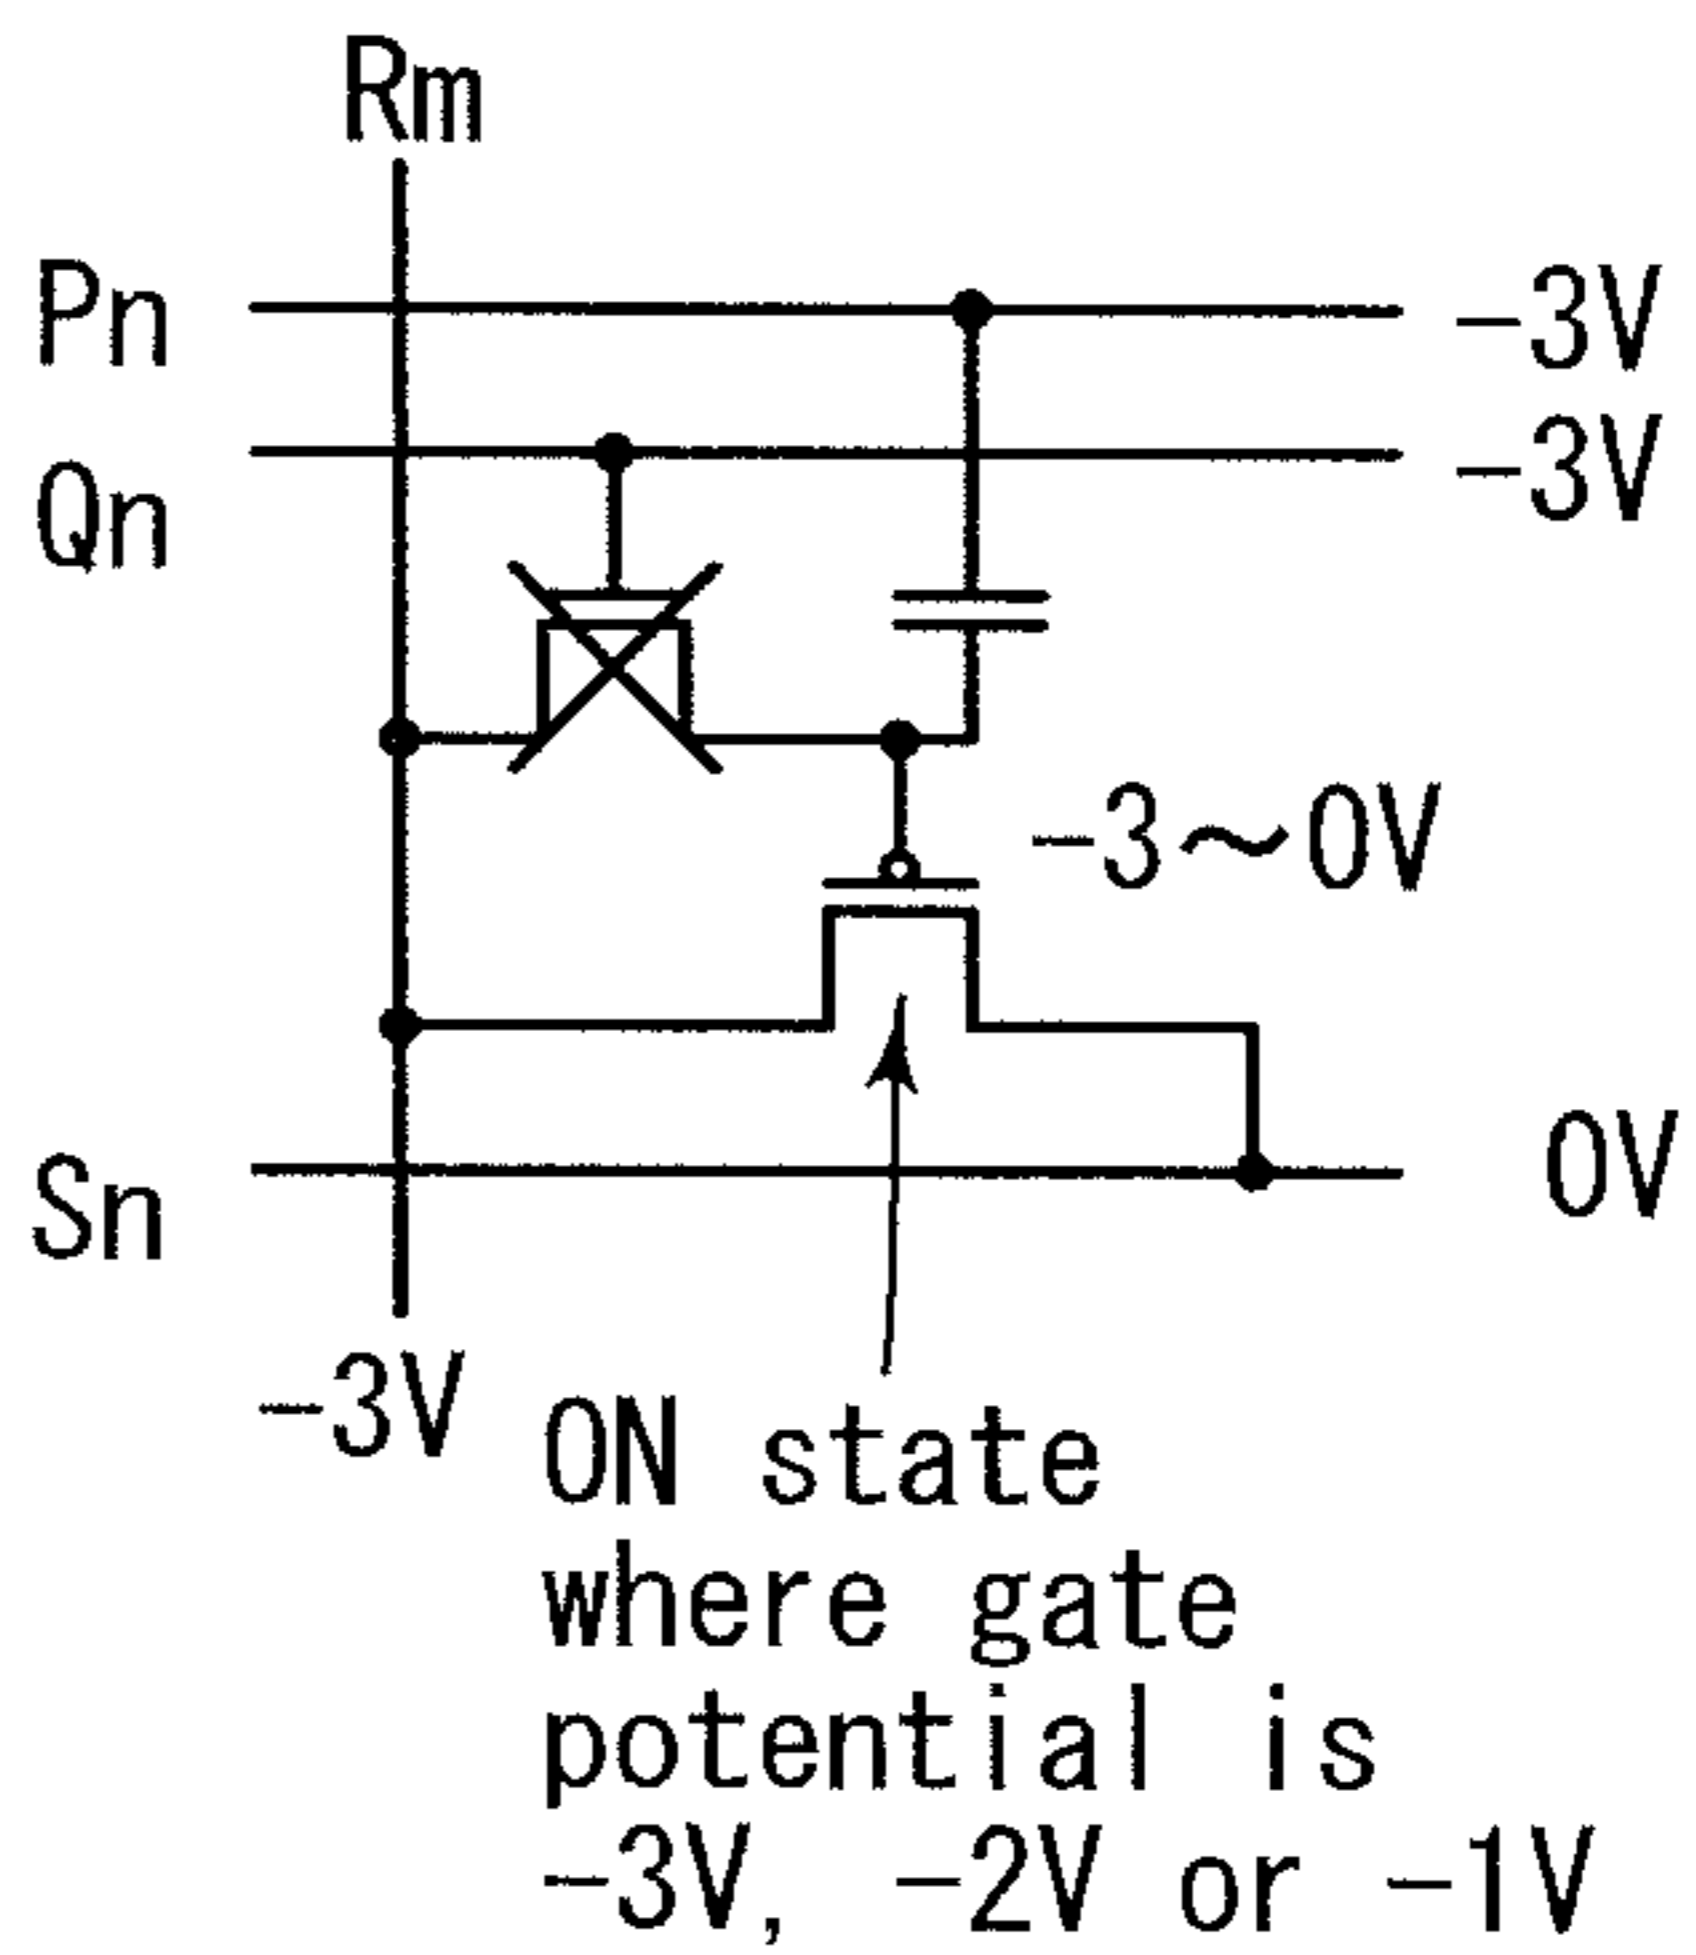 Rm
Pn
-3V
Qn
-3V
-3~0V
Sn
0V
-3V
ON state
where gate
potential is
-3V, -2V or -1V